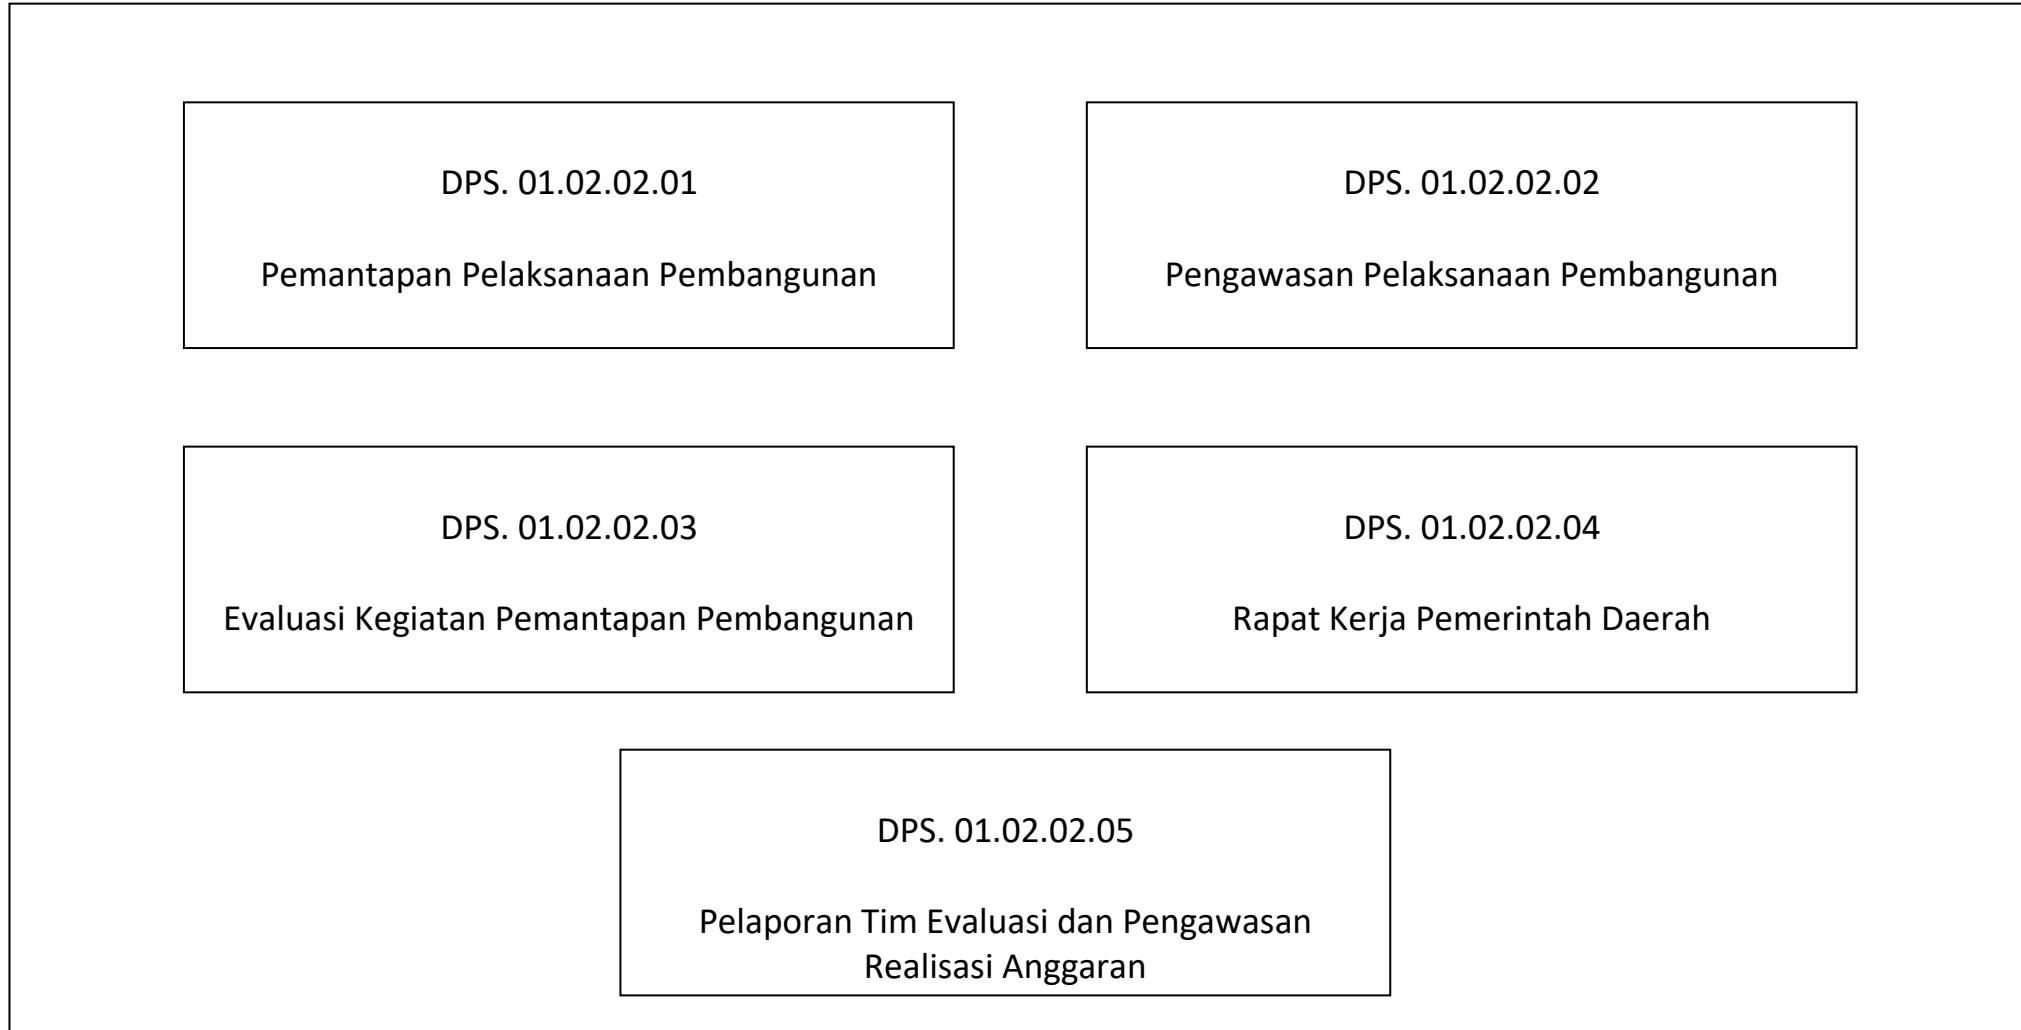 DPS. 01.02.02.01
Pemantapan Pelaksanaan Pembangunan
DPS. 01.02.02.02
Pengawasan Pelaksanaan Pembangunan
DPS. 01.02.02.03
Evaluasi Kegiatan Pemantapan Pembangunan
DPS. 01.02.02.04
Rapat Kerja Pemerintah Daerah
DPS. 01.02.02.05
Pelaporan Tim Evaluasi dan Pengawasan
Realisasi Anggaran